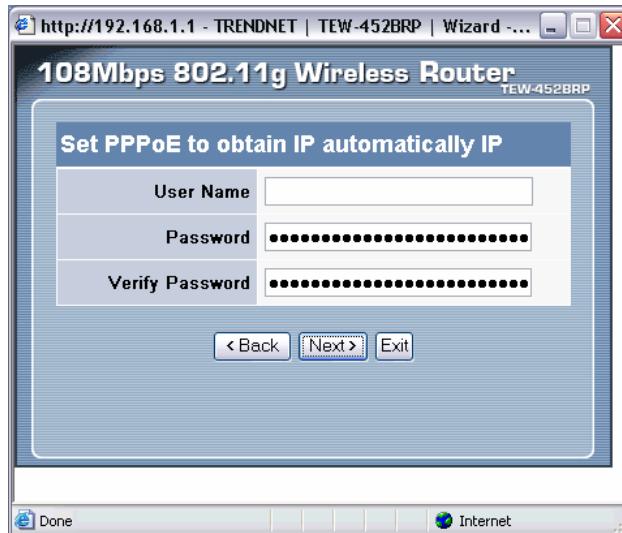 http://192.168.1.1 - TRENDNET | TEW-452BRP | Wizard -...
108Mbps 802.11g Wireless Router
TEW-452BRP
Set PPPoE to obtain IP automatically IP
User Name
Password ●●●●●●●●●●●●●●●●●●●●●●●●●
Verify Password ●●●●●●●●●●●●●●●●●●●●●●●●●
< Back Next > Exit
Done Internet